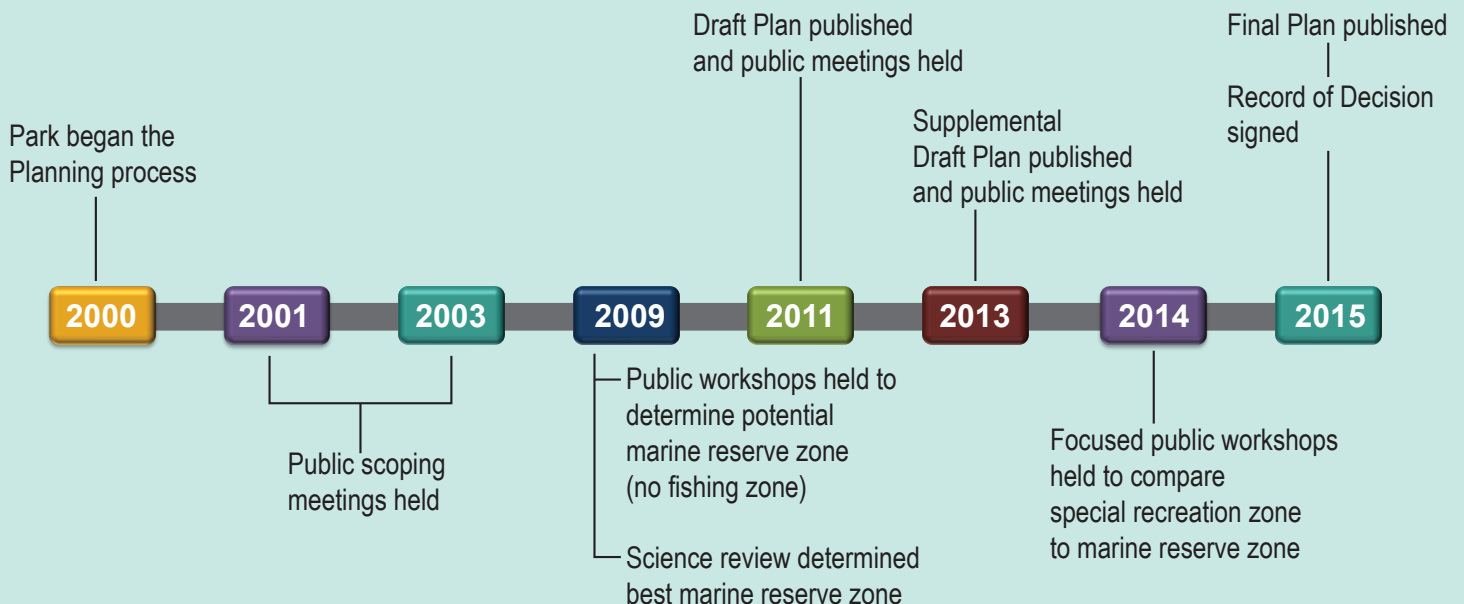 Park began the
Planning process
Draft Plan published
and public meetings held
Supplemental
Draft Plan published
and public meetings held
Final Plan published
Record of Decision
signed
2000
2001
2003
2009
2011
2013
2014
2015
Public scoping
meetings held
Public workshops held to
determine potential
marine reserve zone
(no fishing zone)
Science review determined
best marine reserve zone
Focused public workshops
held to compare
special recreation zone
to marine reserve zone